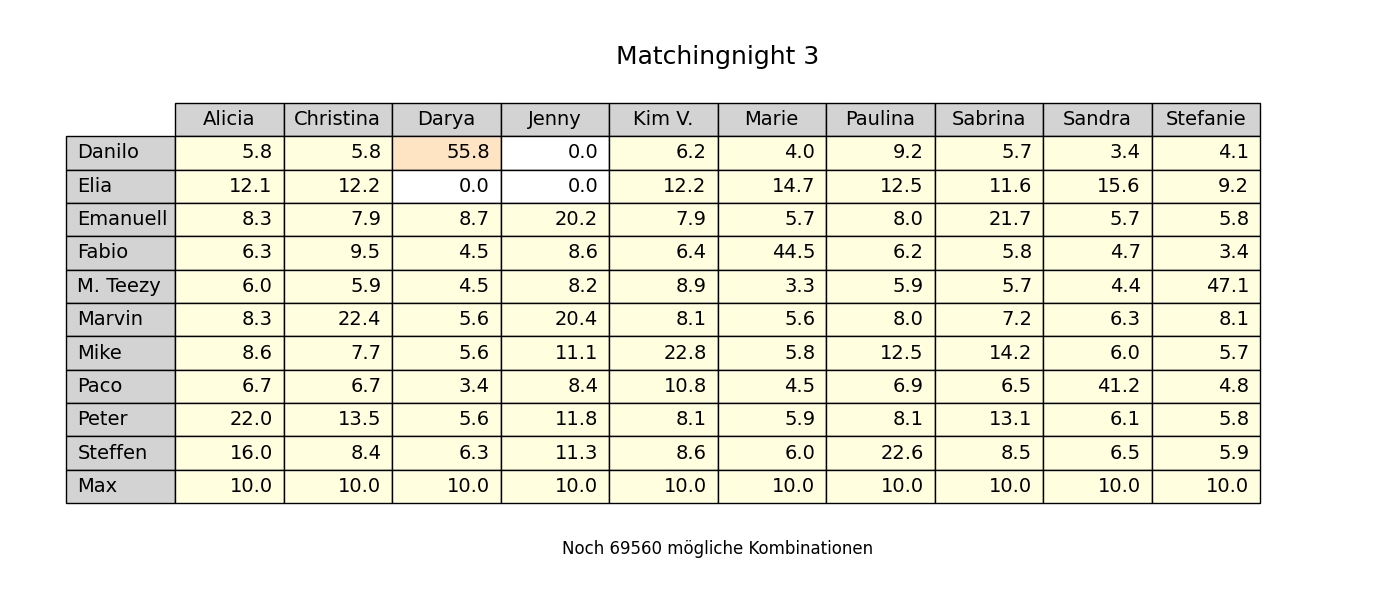 Matchingnight 3
Alicia Christina Darya Jenny Kim V. Marie Paulina Sabrina Sandra Stefanie
Danilo 5.8 5.8 55.8 0.0 6.2 4.0 9.2 5.7 3.4 4.1
Elia 12.1 12.2 0.0 0.0 12.2 14.7 12.5 11.6 15.6 9.2
Emanuell 8.3 7.9 8.7 20.2 7.9 5.7 8.0 21.7 5.7 5.8
Fabio 6.3 9.5 4.5 8.6 6.4 44.5 6.2 5.8 4.7 3.4
M. Teezy 6.0 5.9 4.5 8.2 8.9 3.3 5.9 5.7 4.4 47.1
Marvin 8.3 22.4 5.6 20.4 8.1 5.6 8.0 7.2 6.3 8.1
Mike 8.6 7.7 5.6 11.1 22.8 5.8 12.5 14.2 6.0 5.7
Paco 6.7 6.7 3.4 8.4 10.8 4.5 6.9 6.5 41.2 4.8
Peter 22.0 13.5 5.6 11.8 8.1 5.9 8.1 13.1 6.1 5.8
Steffen 16.0 8.4 6.3 11.3 8.6 6.0 22.6 8.5 6.5 5.9
Max 10.0 10.0 10.0 10.0 10.0 10.0 10.0 10.0 10.0 10.0
Noch 69560 mögliche Kombinationen